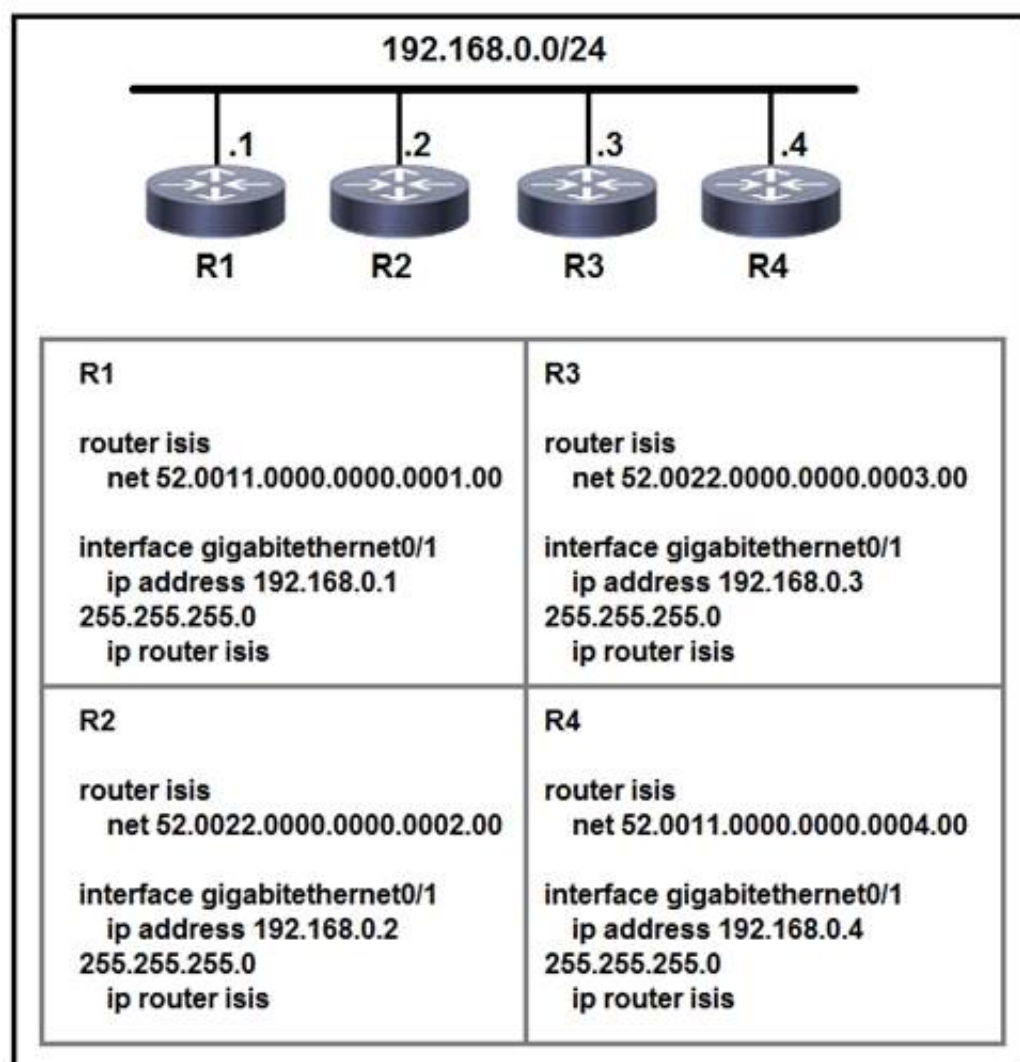 192.168.0.0/24
.1
.2
.3
.4
R1
R2
R3
R4
R1
router isis
net 52.0011.0000.0000.0001.00
interface gigabitethernet0/1
ip address 192.168.0.1
255.255.255.0
ip router isis
R3
router isis
net 52.0022.0000.0000.0003.00
interface gigabitethernet0/1
ip address 192.168.0.3
255.255.255.0
ip router isis
R2
router isis
net 52.0022.0000.0000.0002.00
interface gigabitethernet0/1
ip address 192.168.0.2
255.255.255.0
ip router isis
R4
router isis
net 52.0011.0000.0000.0004.00
interface gigabitethernet0/1
ip address 192.168.0.4
255.255.255.0
ip router isis